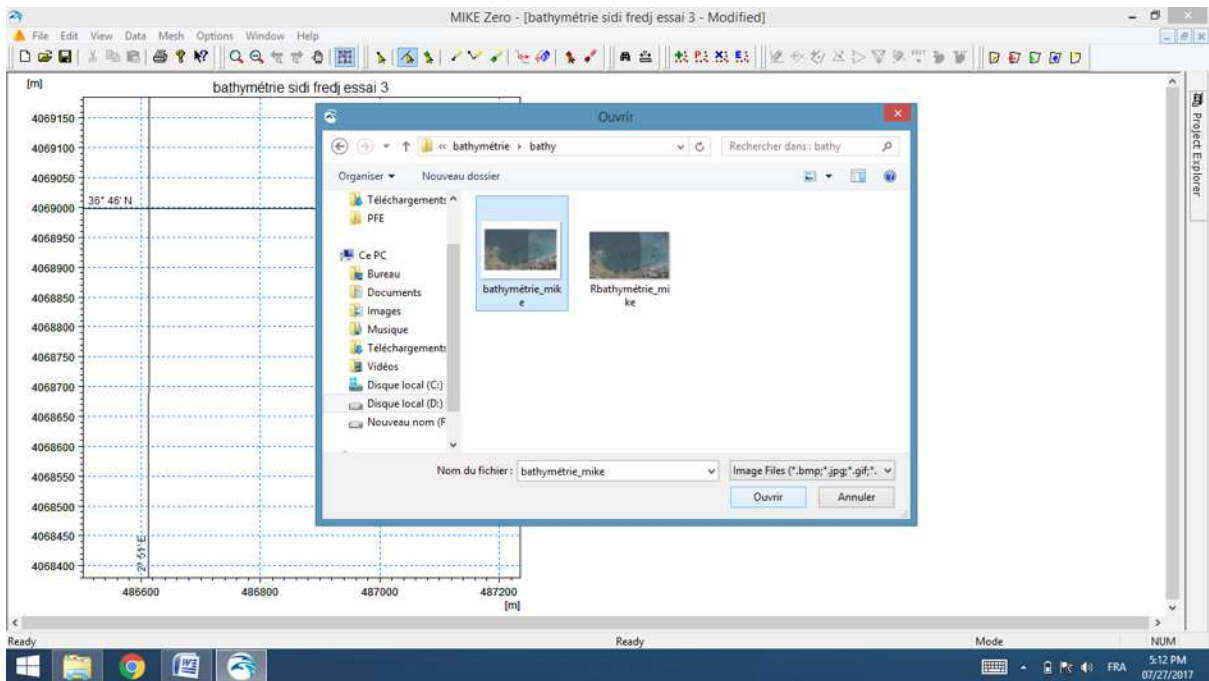 MIKE Zero - [bathymétrie sidi fredj essai 3 - Modified]
File Edit View Data Mesh Options Window Help
[m]
bathymétrie sidi fredj essai 3
4069150
4069100
4069050
4069000
4068950
4068900
4068850
4068800
4068750
4068700
4068650
4068600
4068550
4068500
4068450
4068400
36° 46' N
2° 51' E
486600 486800 487000 487200
[m]
Project Explorer
Ouvrir
« bathymétrie bathy
Rechercher dans : bathy
Organiser Nouveau dossier
Téléchargements
PFE
Ce PC
Bureau
Documents
Images
Musique
Téléchargements
Vidéos
Disque local (C:)
Disque local (D:)
Nouveau nom (F
bathymétrie_mik
e
Rbathymétrie_mi
ke
Nom du fichier : bathymétrie_mike
Image Files (*.bmp;*.jpg;*.gif;*.
Ouvrir Annuler
Ready Ready Mode NUM
FRA
5:12 PM
07/27/2017